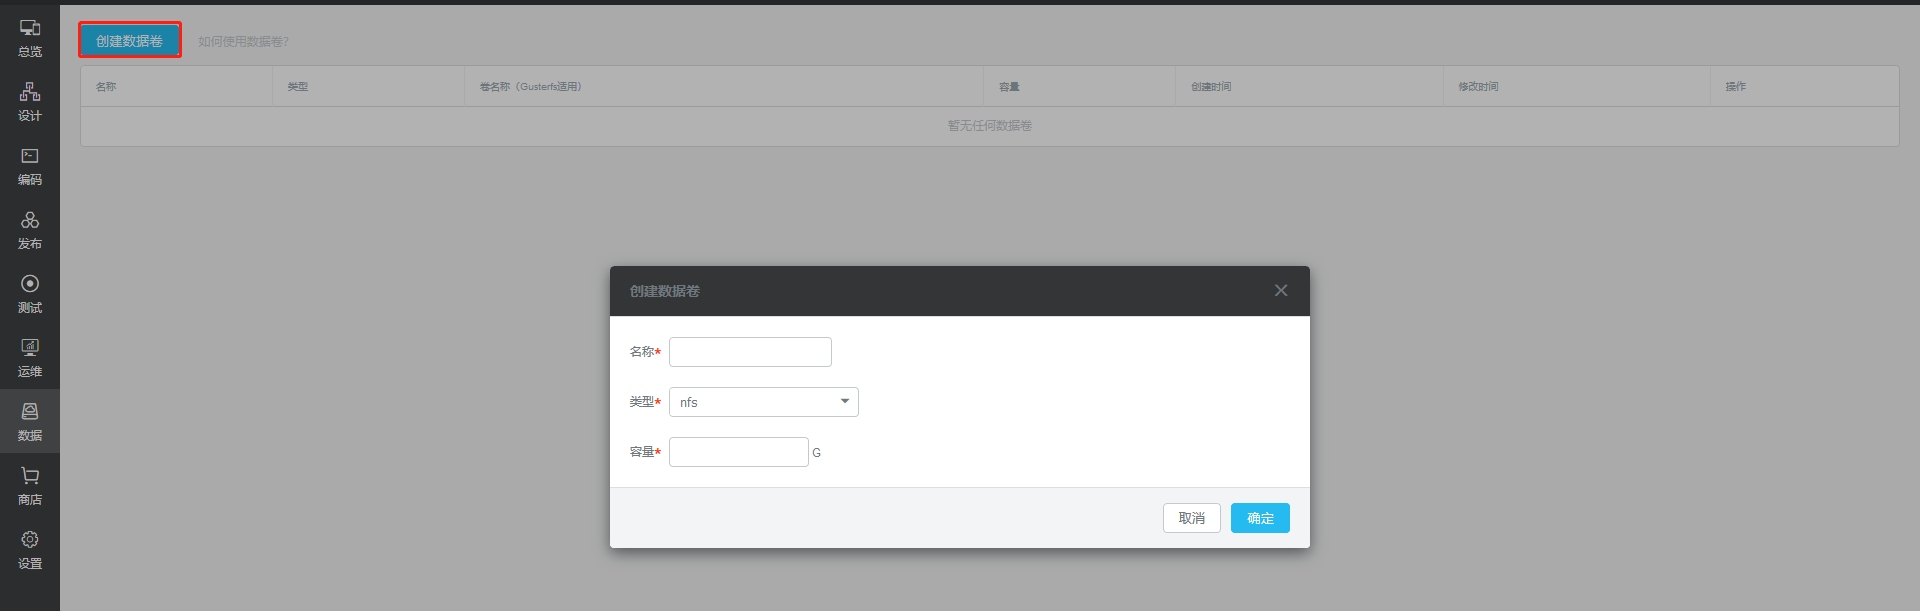 总览
设计
编码
发布
测试
运维
数据
商店
设置
创建数据卷 如何使用数据卷?
名称 类型 卷名称（Gusterfs适用） 容量 创建时间 修改时间 操作
暂无任何数据卷
创建数据卷
名称*
类型* nfs
容量* G
取消 确定